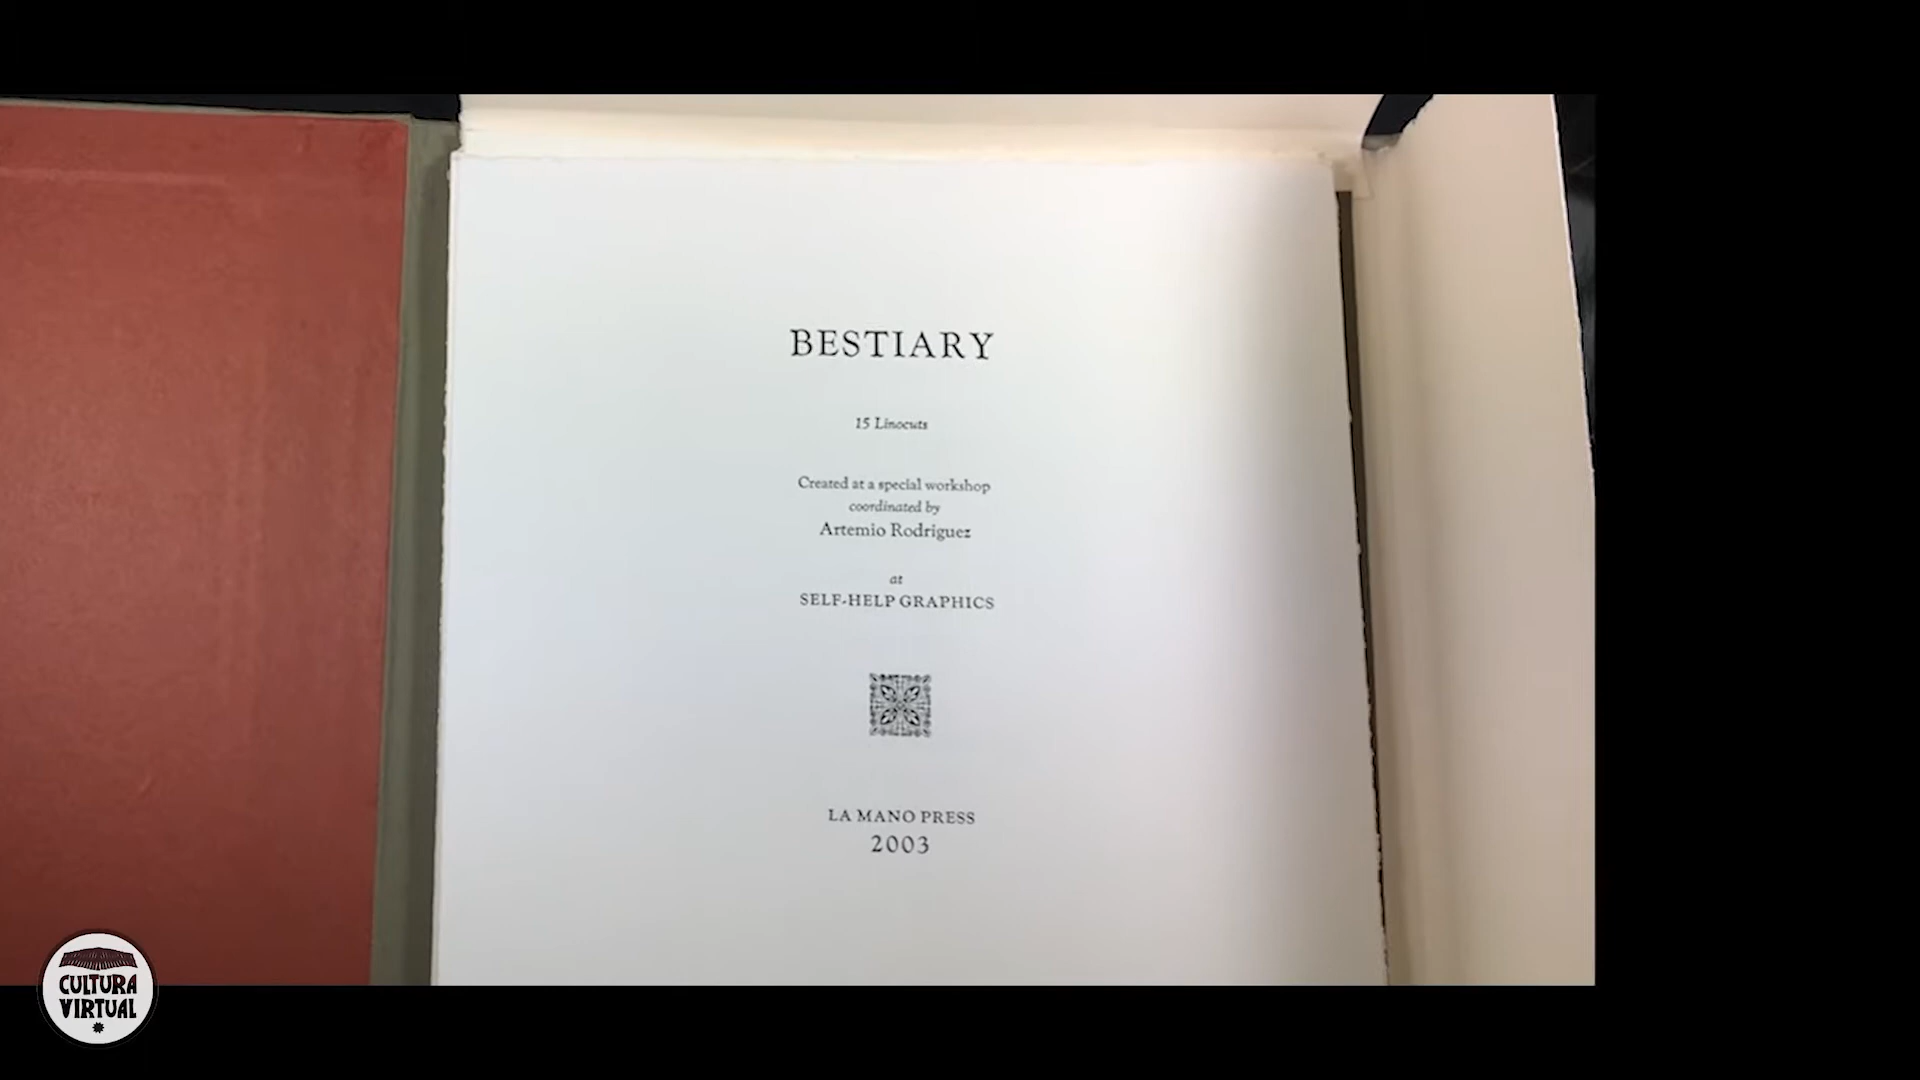 BESTIARY
15 Linocuts
Created at a special workshop
coordinated by
Artemio Rodriguez
at
SELF-HELP GRAPHICS
LA MANO PRESS
2003
CULTURA
VIRTUAL